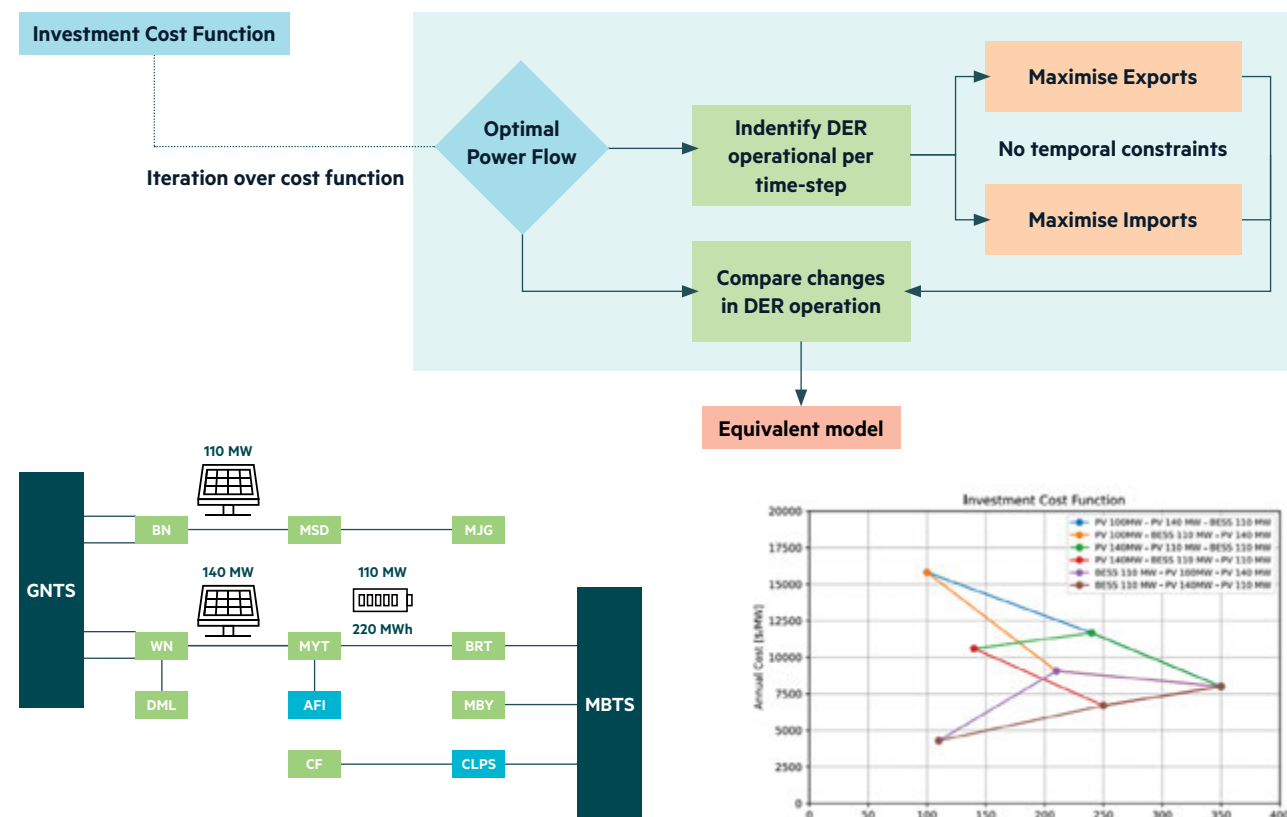 Investment Cost Function
Optimal
Power Flow
Iteration over cost function
Indentify DER
operational per
time-step
Maximise Exports
No temporal constraints
Maximise Imports
Compare changes
in DER operation
Equivalent model
110 MW
GNTS
BN
MSD
MJG
140 MW
110 MW
220 MWh
WN
MYT
BRT
DML
AFI
MBY
MBTS
CF
CLPS
Investment Cost Function
PV 100MW - PV 140 MW - BESS 110 MW
PV 100MW - BESS 110 MW - PV 140 MW
PV 140MW - PV 110 MW - BESS 110 MW
PV 140MW - BESS 110 MW - PV 110 MW
BESS 110 MW - PV 100MW - PV 140 MW
BESS 110 MW - PV 140MW - PV 110 MW
Annual Cost [$/MW]
20000
17500
15000
12500
10000
7500
5000
2500
0
0 50 100 150 200 250 300 350 400